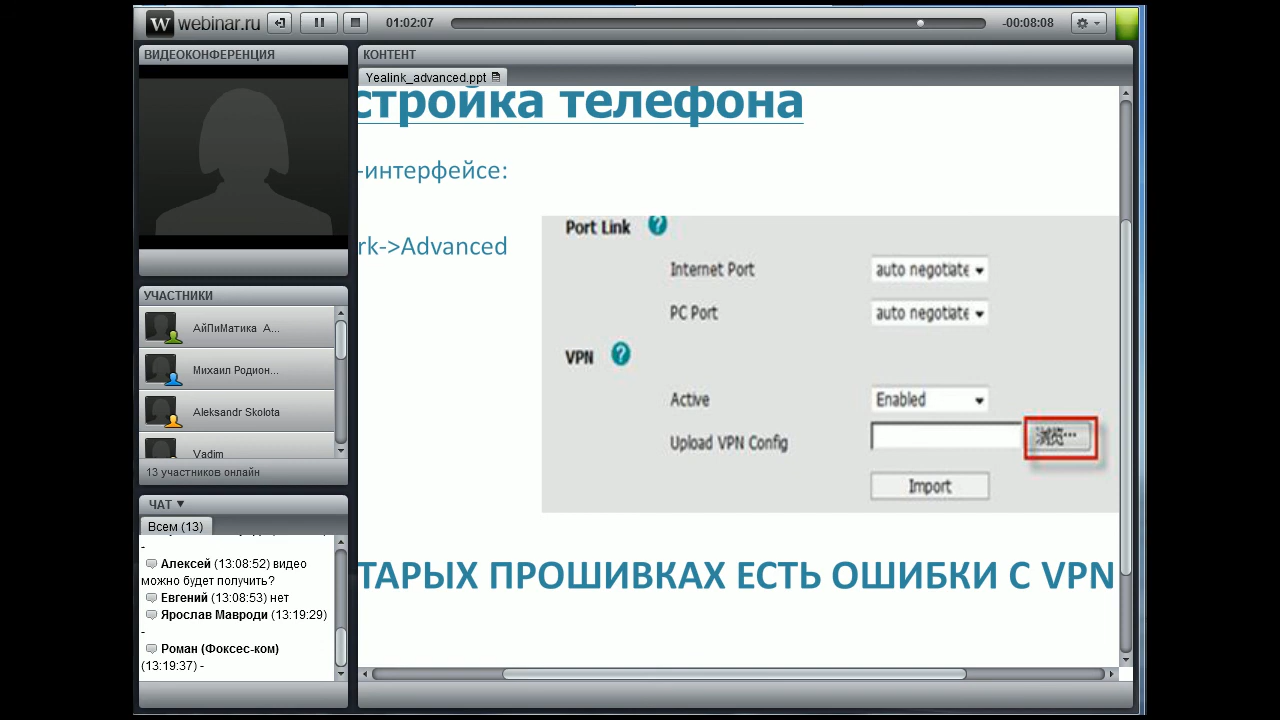 webinar.ru
01:02:07
-00:08:08
ВИДЕОКОНФЕРЕНЦИЯ
УЧАСТНИКИ
АйПиМатика А...
Михаил Родион...
Aleksandr Skolota
Vadim
13 участников онлайн
ЧАТ
Всем (13)
-
Алексей (13:08:52) видео
можно будет получить?
Евгений (13:08:53) нет
Ярослав Мавроди (13:19:29)
-
Роман (Фоксес-ком)
(13:19:37) -
КОНТЕНТ
Yealink_advanced.ppt
стройка телефона
-интерфейсе:
rk->Advanced
Port Link ?
Internet Port auto negotiate
PC Port auto negotiate
VPN ?
Active Enabled
Upload VPN Config 浏览…
Import
ТАРЫХ ПРОШИВКАХ ЕСТЬ ОШИБКИ С VPN